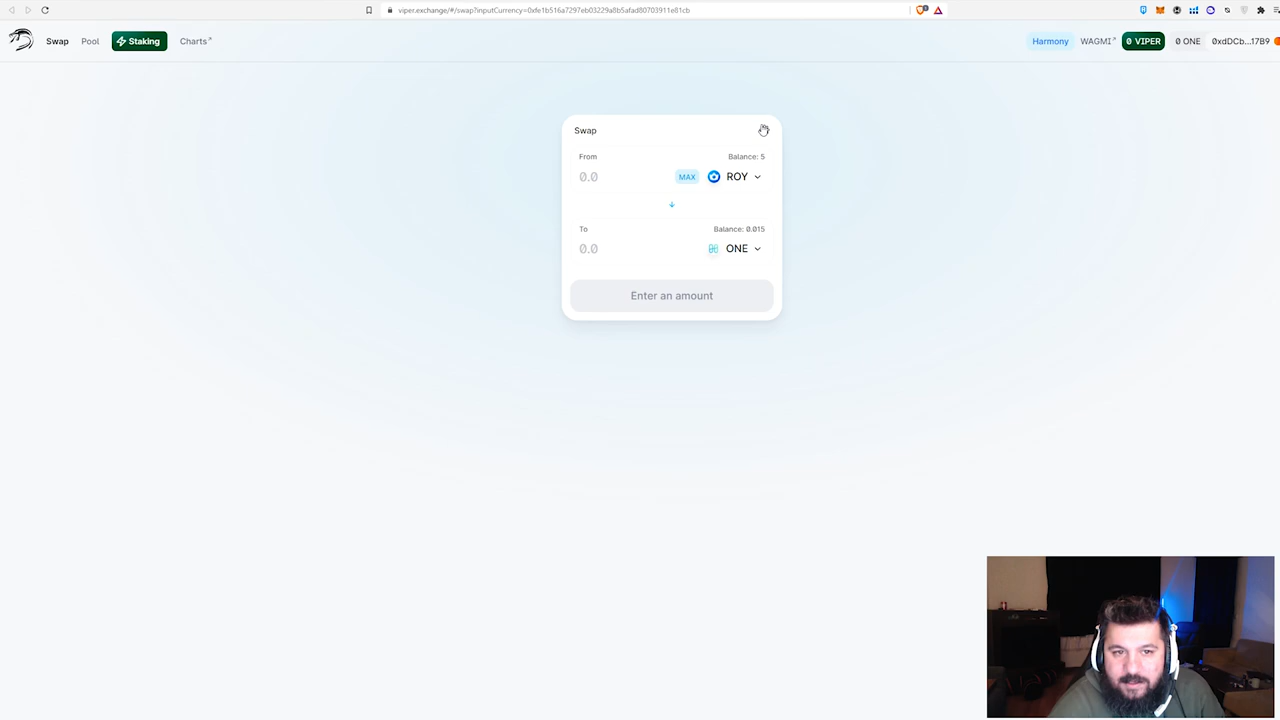 viper.exchange/#/swap?inputCurrency=0xfe1b516a7297eb03229a8b5afad80703911e81cb
Swap Pool Staking Charts↗ Harmony WAGMI↗ 0 VIPER 0 ONE 0xdDCb...17B9
Swap
From Balance: 5
0.0 MAX ROY
To Balance: 0.015
0.0 ONE
Enter an amount